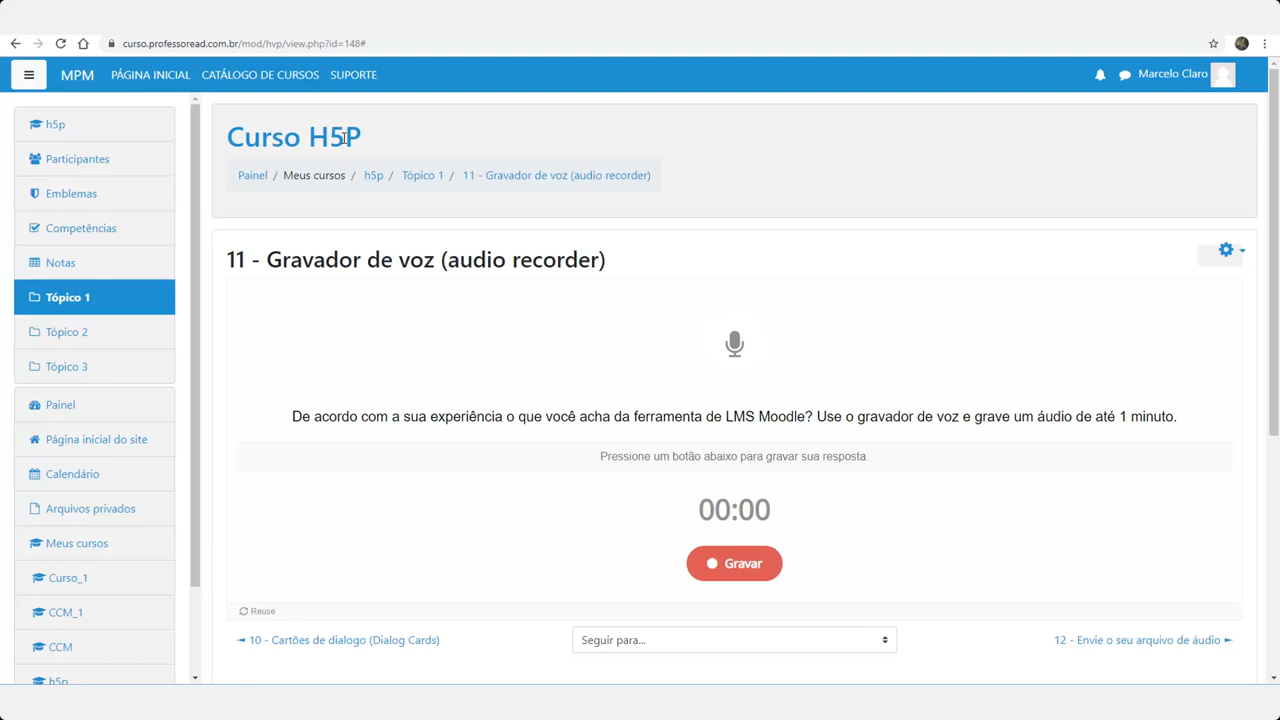 curso.professoread.com.br/mod/hvp/view.php?id=148#
MPM PÁGINA INICIAL CATÁLOGO DE CURSOS SUPORTE Marcelo Claro
h5p
Participantes
Emblemas
Competências
Notas
Tópico 1
Tópico 2
Tópico 3
Painel
Página inicial do site
Calendário
Arquivos privados
Meus cursos
Curso_1
CCM_1
CCM
h5p
Curso H5P
Painel / Meus cursos / h5p / Tópico 1 / 11 - Gravador de voz (audio recorder)
11 - Gravador de voz (audio recorder)
De acordo com a sua experiência o que você acha da ferramenta de LMS Moodle? Use o gravador de voz e grave um áudio de até 1 minuto.
Pressione um botão abaixo para gravar sua resposta.
00:00
Gravar
Reuse
◄ 10 - Cartões de dialogo (Dialog Cards) Seguir para... 12 - Envie o seu arquivo de áudio ►